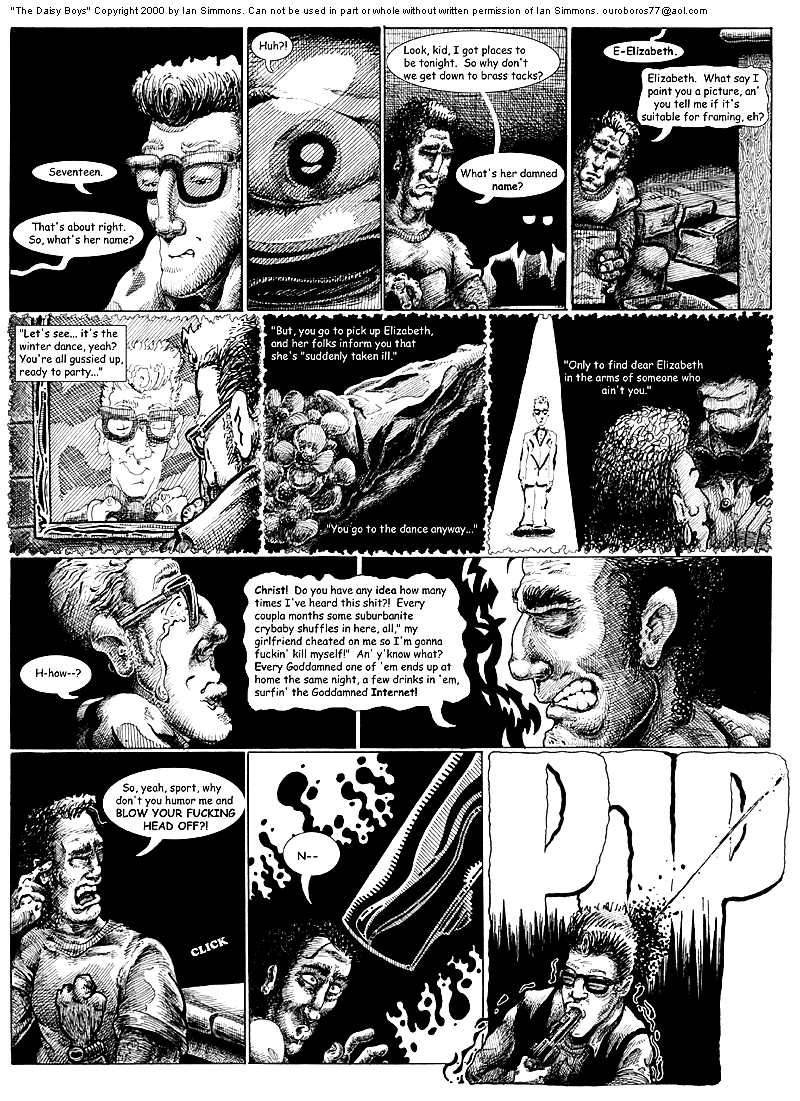 "The Daisy Boys" Copyright 2000 by Ian Simmons. Can not be used in part or whole without written permission of Ian Simmons. ouroboros77@aol.com
Seventeen.
That's about right.
So, what's her name?
Huh?!
Look, kid, I got places to
be tonight. So why don't
we get down to brass tacks?
What's her damned
name?
E-Elizabeth.
Elizabeth. What say I
paint you a picture, an'
you tell me if it's
suitable for framing, eh?
"Let's see... it's the
winter dance, yeah?
You're all gussied up,
ready to party..."
"But, you go to pick up Elizabeth,
and her folks inform you that
she's "suddenly taken ill."
"You go to the dance anyway..."
"Only to find dear Elizabeth
in the arms of someone who
ain't you."
H-how--?
Christ! Do you have any idea how many
times I've heard this shit?! Every
coupla months some suburbanite
crybaby shuffles in here, all," my
girlfriend cheated on me so I'm gonna
fuckin' kill myself!" An' y'know what?
Every Goddamned one of 'em ends up at
home the same night, a few drinks in 'em,
surfin' the Goddamned Internet!
So, yeah, sport, why
don't you humor me and
BLOW YOUR FUCKING
HEAD OFF?!
CLICK
N--
PhIP